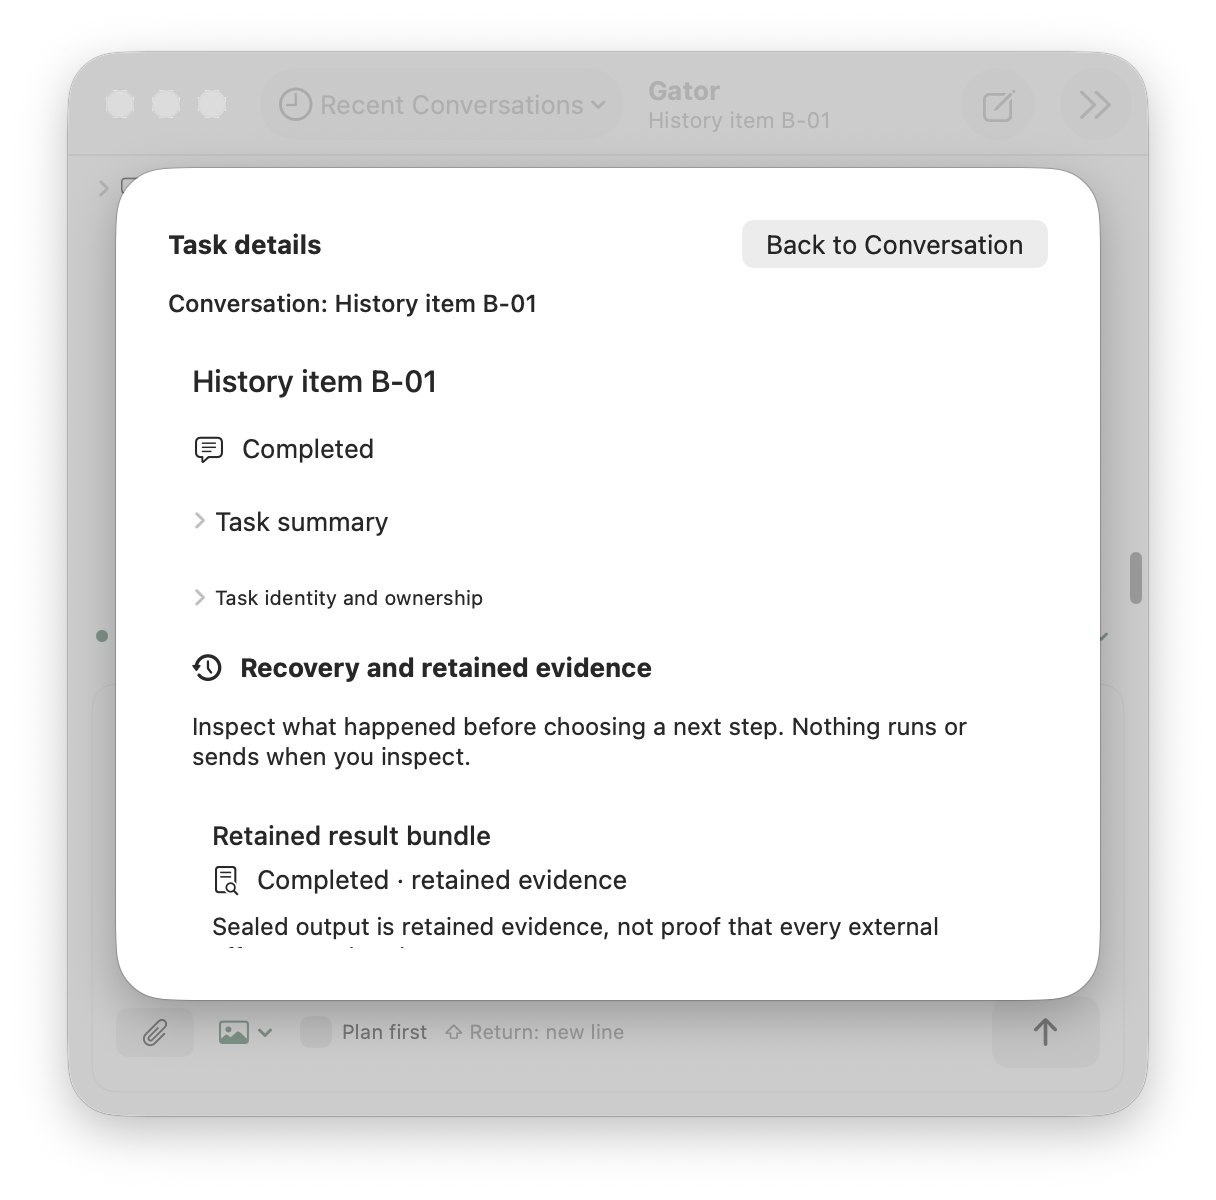 Recent Conversations
Gator
History item B-01
Task details
Back to Conversation
Conversation: History item B-01
History item B-01
Completed
Task summary
Task identity and ownership
Recovery and retained evidence
Inspect what happened before choosing a next step. Nothing runs or
sends when you inspect.
Retained result bundle
Completed · retained evidence
Sealed output is retained evidence, not proof that every external
Plan first
Return: new line